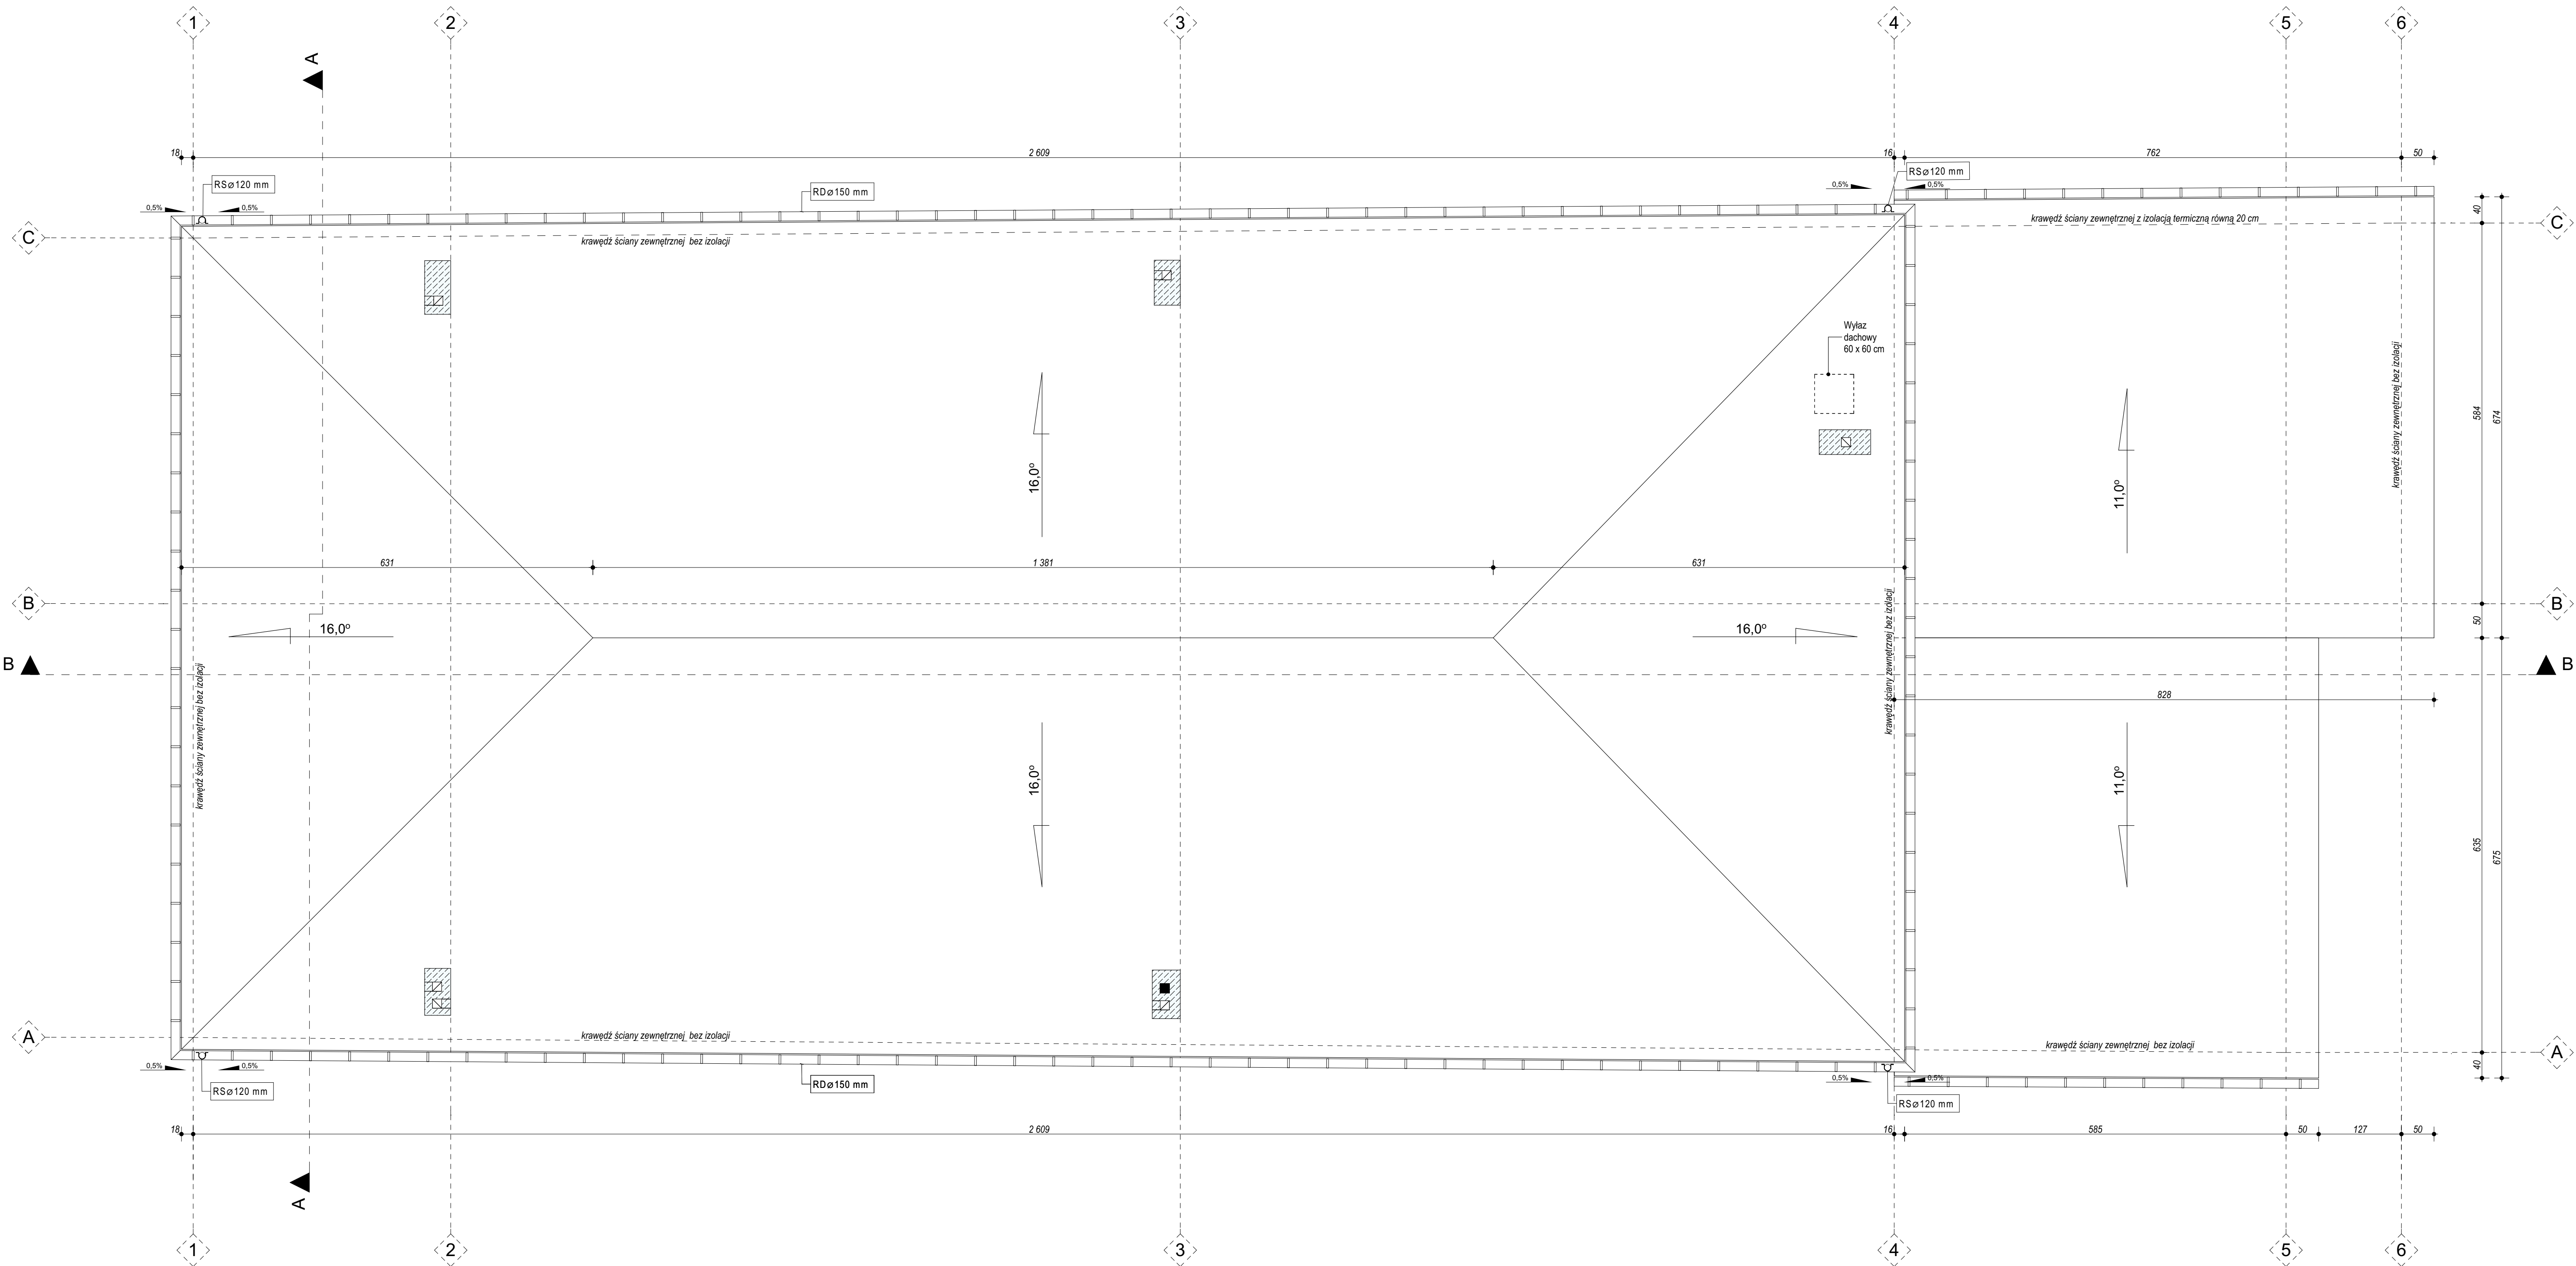 1 2 3 4 5 6
A
18 2 609 16 762 50
RSø120 mm
RDø150 mm
RSø120 mm
0,5% 0,5%
0,5% 0,5%
40
C
krawędź ściany zewnętrznej bez izolacji
krawędź ściany zewnętrznej z izolacją termiczną równą 20 cm
C
Wyłaz
dachowy
60 x 60 cm
krawędź ściany zewnętrznej bez izolacji
584
674
16,0º
11,0º
631 1 381 631
B
B
50
16,0º
16,0º
krawędź ściany zewnętrznej bez izolacji
krawędź ściany zewnętrznej bez izolacji
B
B
828
16,0º
11,0º
635
675
A
krawędź ściany zewnętrznej bez izolacji
krawędź ściany zewnętrznej bez izolacji
A
40
0,5% 0,5%
0,5% 0,5%
RSø120 mm
RDø150 mm
RSø120 mm
18 2 609 16 585 50 127 50
A
1 2 3 4 5 6